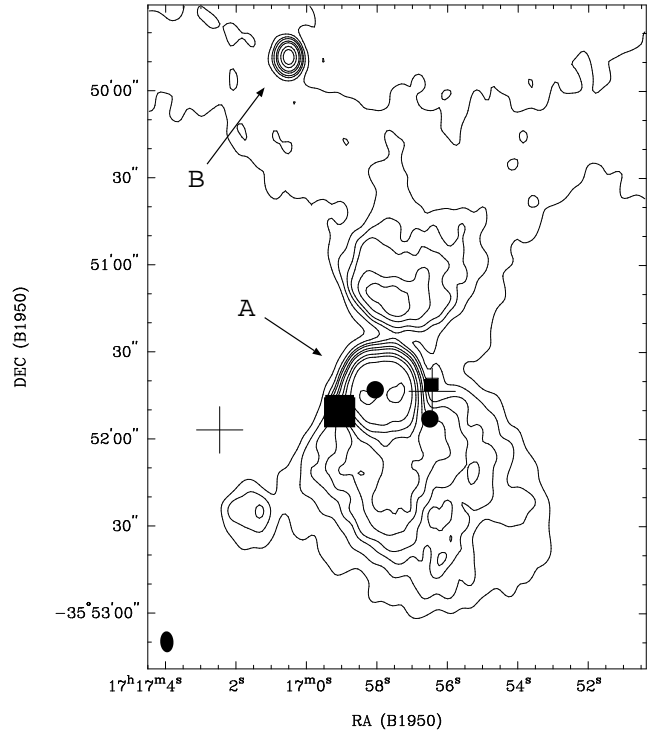 B
A
50'00"
30"
51'00"
30"
52'00"
30"
−35°53'00"
DEC (B1950)
17ʰ17ᵐ4ˢ 2ˢ 17ᵐ0ˢ 58ˢ 56ˢ 54ˢ 52ˢ
RA (B1950)